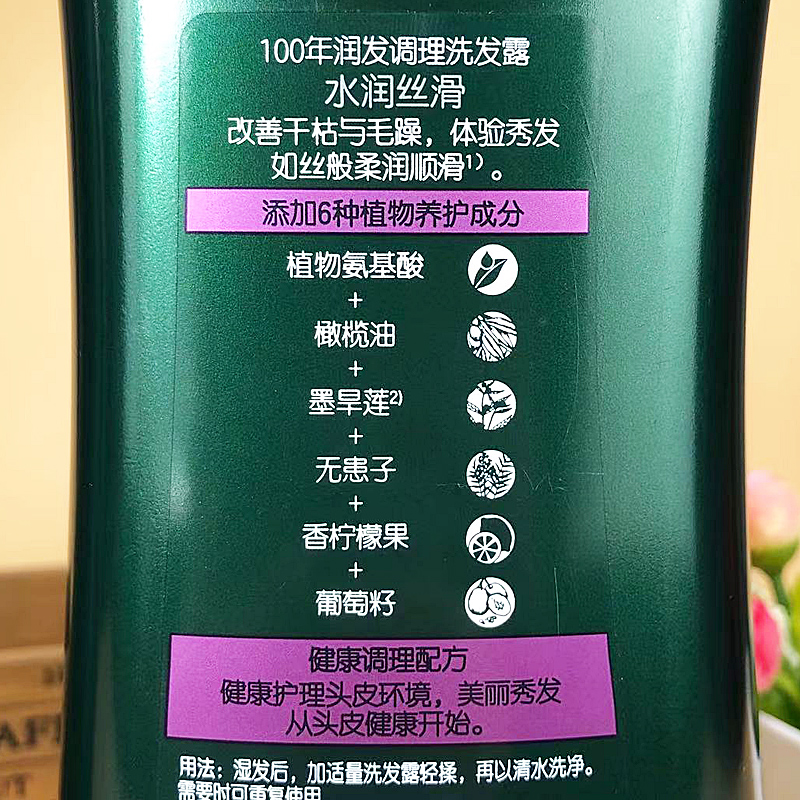 100年润发调理洗发露
水润丝滑
改善干枯与毛躁，体验秀发
如丝般柔润顺滑1)。
添加6种植物养护成分
植物氨基酸
+
橄榄油
+
墨旱莲2)
+
无患子
+
香柠檬果
+
葡萄籽
健康调理配方
健康护理头皮环境，美丽秀发
从头皮健康开始。
用法：湿发后，加适量洗发露轻揉，再以清水洗净。
需要时可重复使用